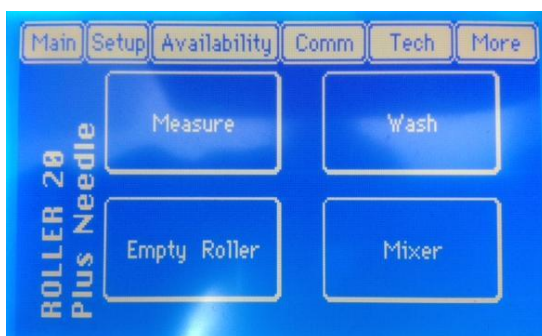 Main Setup Availability Comm Tech More
Measure Wash
Empty Roller Mixer
ROLLER 20
Plus Needle